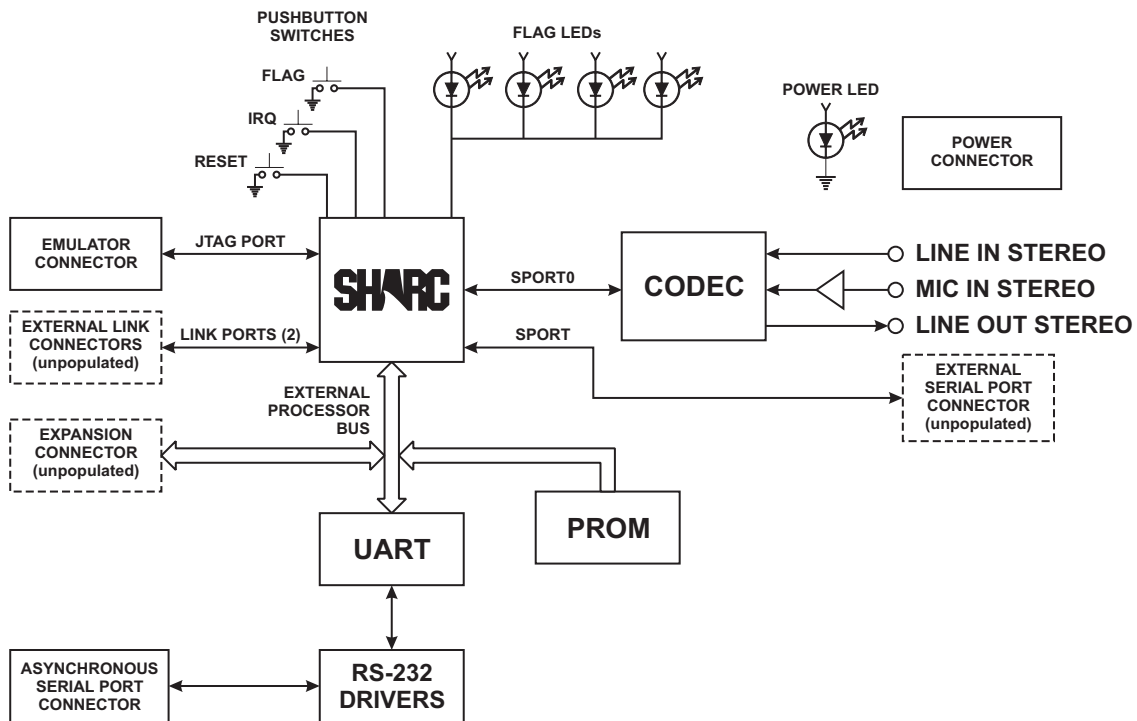 PUSHBUTTON
SWITCHES
FLAG LEDs
FLAG
IRQ
RESET
POWER LED
POWER
CONNECTOR
EMULATOR
CONNECTOR
JTAG PORT
SHARC
SPORT0
CODEC
LINE IN STEREO
MIC IN STEREO
LINE OUT STEREO
EXTERNAL LINK
CONNECTORS
(unpopulated)
LINK PORTS (2)
SPORT
EXTERNAL
SERIAL PORT
CONNECTOR
(unpopulated)
EXTERNAL
PROCESSOR
BUS
EXPANSION
CONNECTOR
(unpopulated)
UART
PROM
ASYNCHRONOUS
SERIAL PORT
CONNECTOR
RS-232
DRIVERS